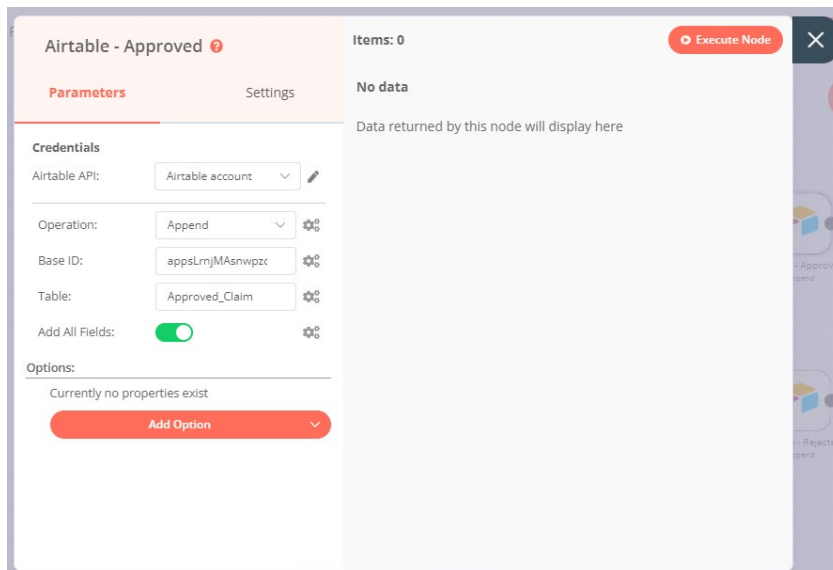 Airtable - Approved
Items: 0
Execute Node
Parameters
Settings
No data
Data returned by this node will display here
Credentials
Airtable API:
Airtable account
Operation:
Append
Base ID:
appsLrnjMAsnwpzc
Table:
Approved_Claim
Add All Fields:
Options:
Currently no properties exist
Add Option
- Approv
- Reject